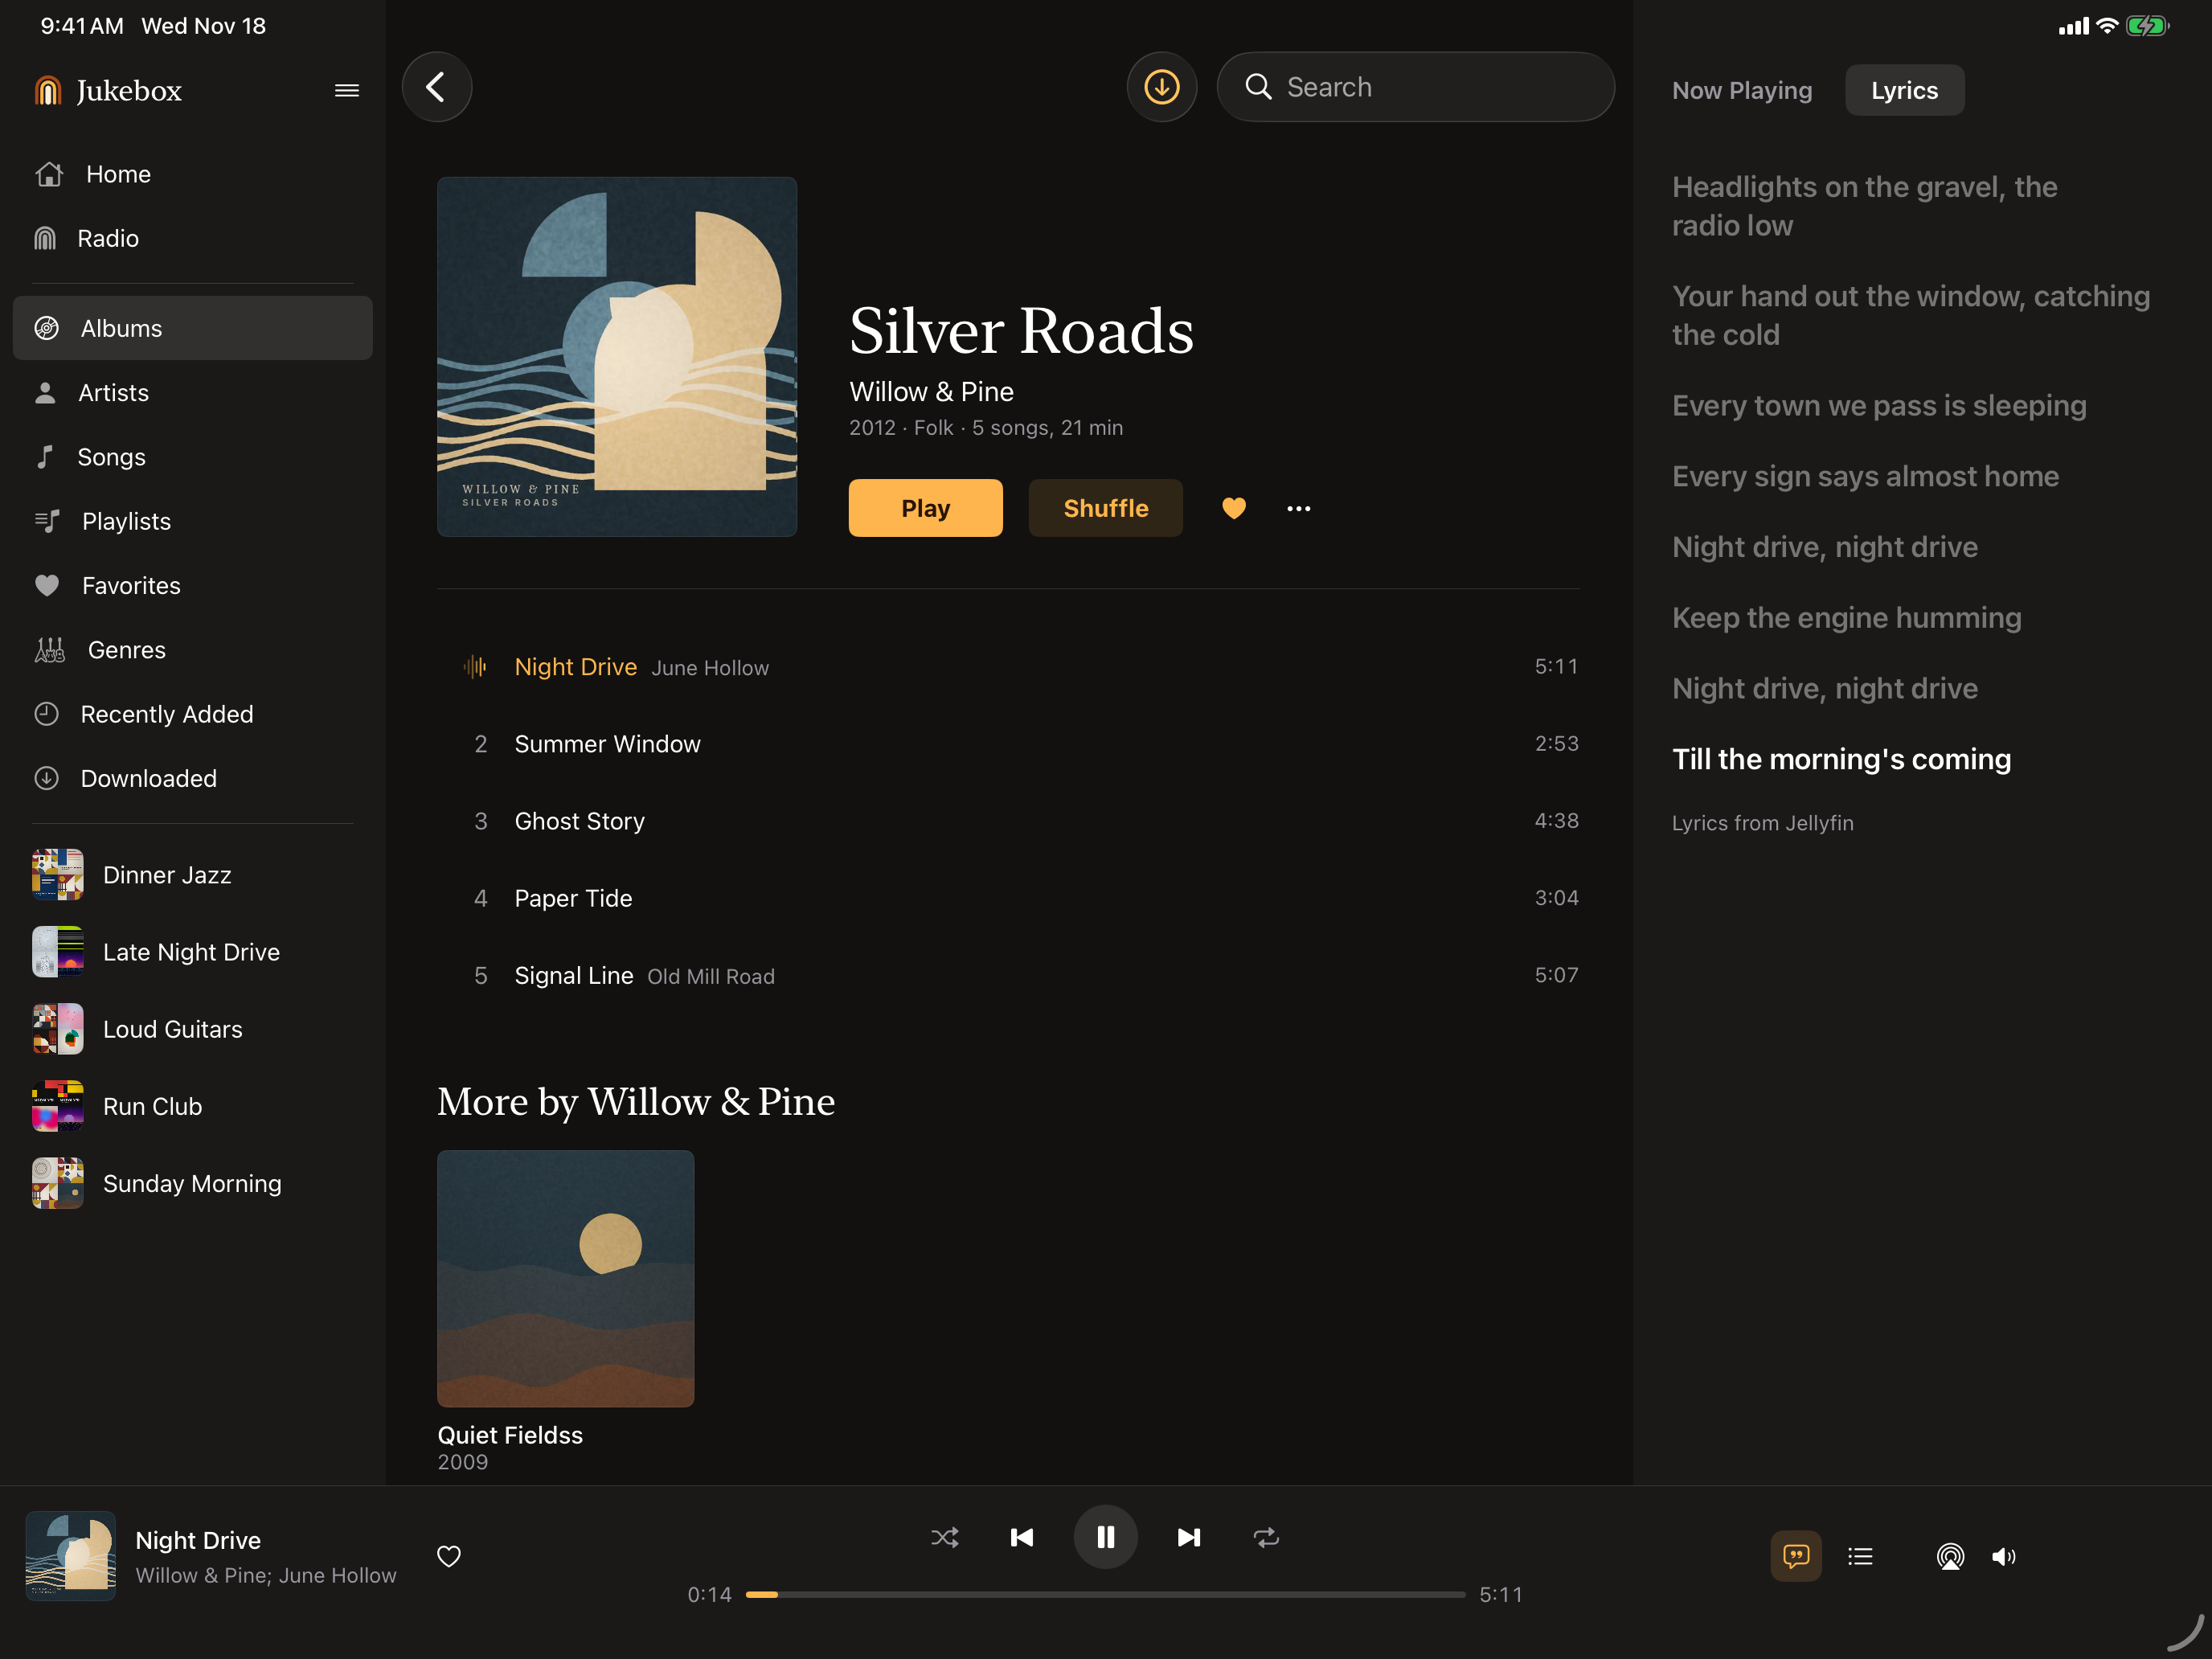 9:41 AM Wed Nov 18
Jukebox
Home
Radio
Albums
Artists
Songs
Playlists
Favorites
Genres
Recently Added
Downloaded
Dinner Jazz
Late Night Drive
Loud Guitars
Run Club
Sunday Morning
Search
WILLOW & PINE
SILVER ROADS
Silver Roads
Willow & Pine
2012 · Folk · 5 songs, 21 min
Play
Shuffle
Night Drive June Hollow 5:11
2 Summer Window 2:53
3 Ghost Story 4:38
4 Paper Tide 3:04
5 Signal Line Old Mill Road 5:07
More by Willow & Pine
Quiet Fieldss
2009
Now Playing
Lyrics
Headlights on the gravel, the
radio low
Your hand out the window, catching
the cold
Every town we pass is sleeping
Every sign says almost home
Night drive, night drive
Keep the engine humming
Night drive, night drive
Till the morning's coming
Lyrics from Jellyfin
Night Drive
Willow & Pine; June Hollow
0:14
5:11